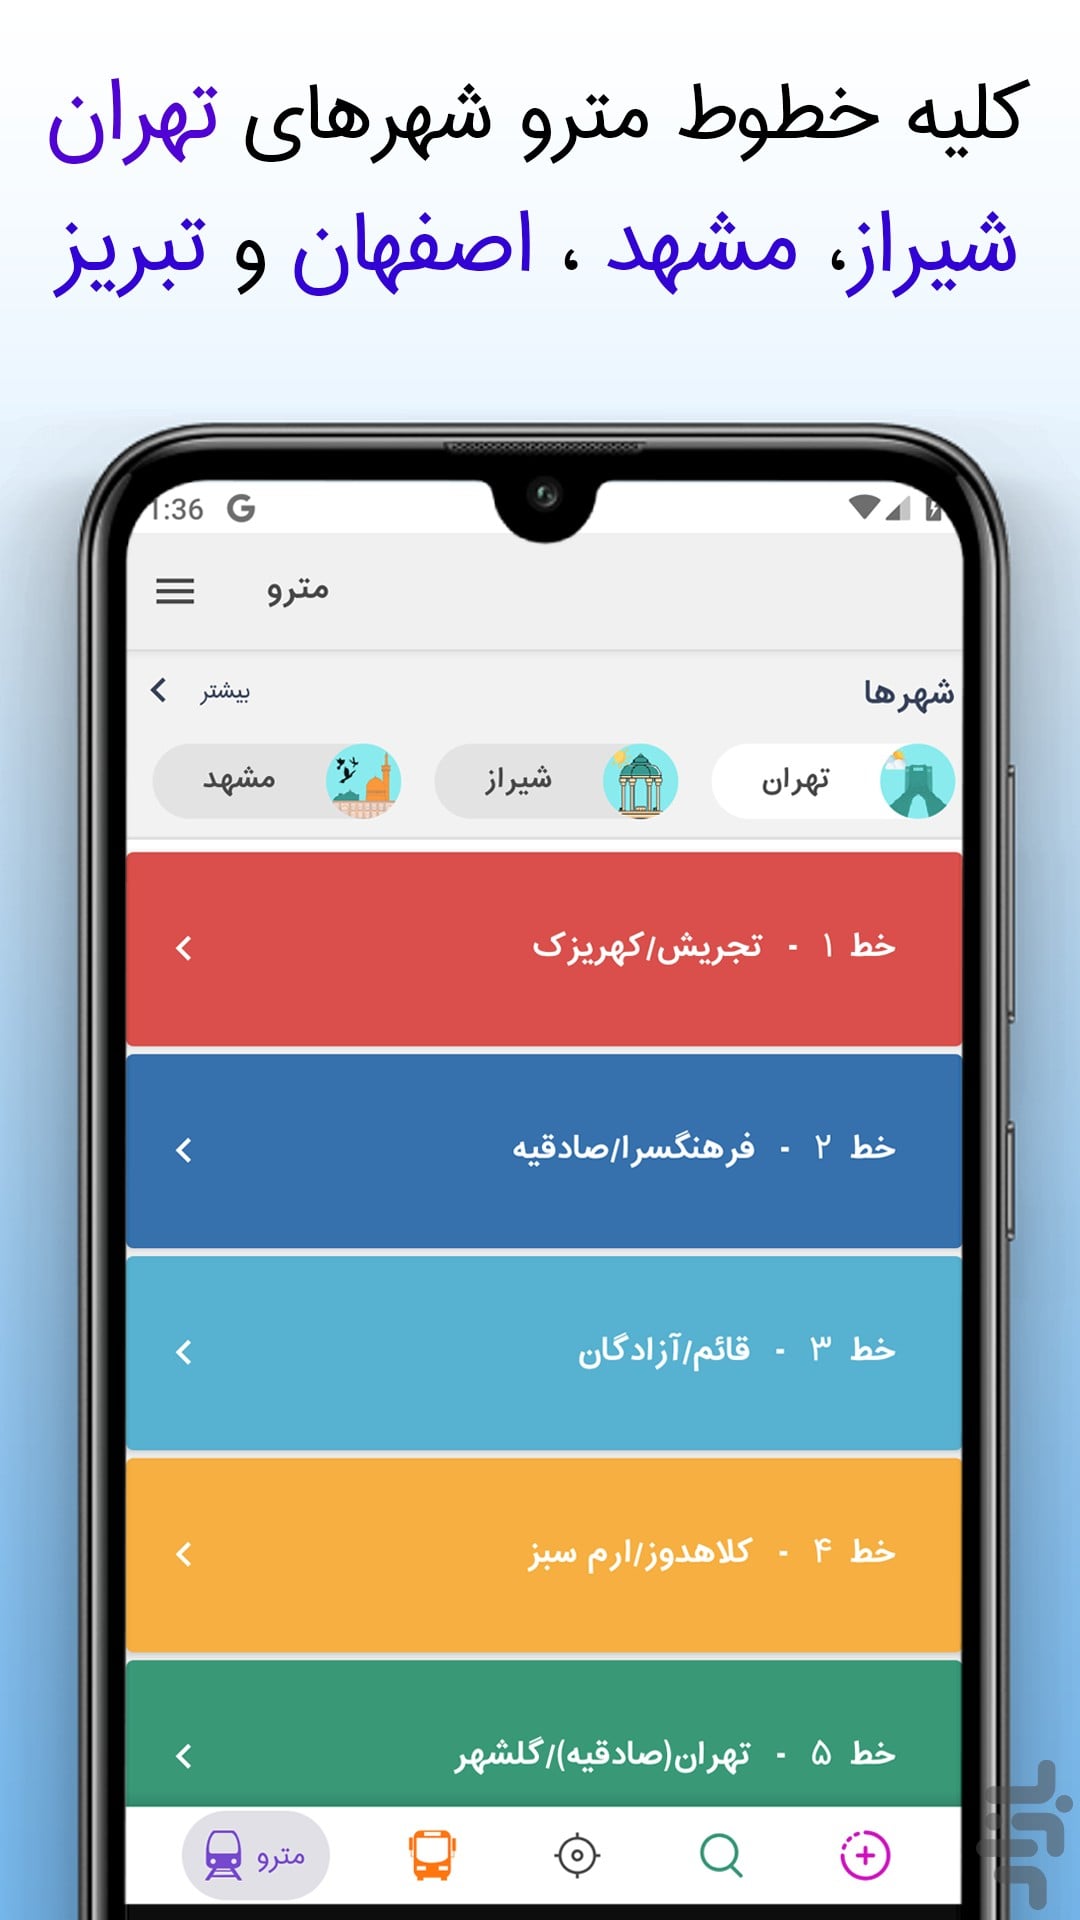 کلیه خطوط مترو شهرهای تهران
شیراز، مشهد ، اصفهان و تبریز
1:36 G
مترو
شهرها
بیشتر
تهران
شیراز
مشهد
خط ۱ - تجریش/کهریزک
خط ۲ - فرهنگسرا/صادقیه
خط ۳ - قائم/آزادگان
خط ۴ - کلاهدوز/ارم سبز
خط ۵ - تهران(صادقیه)/گلشهر
مترو
بازار